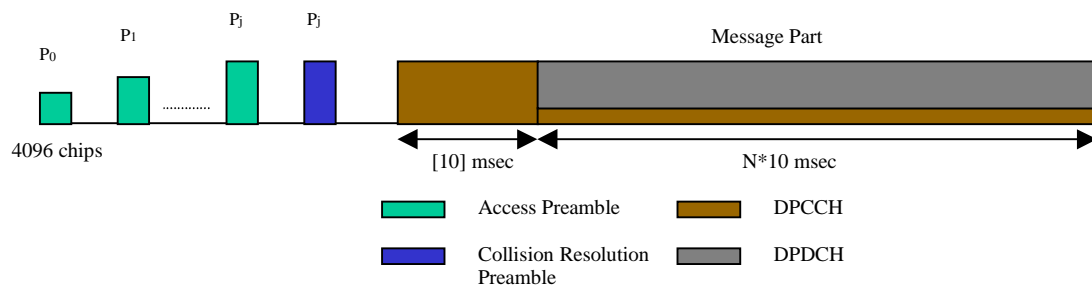 P0
P1
Pj
Pj
Message Part
.............
4096 chips
[10] msec
N*10 msec
Access Preamble
DPCCH
Collision Resolution
Preamble
DPDCH